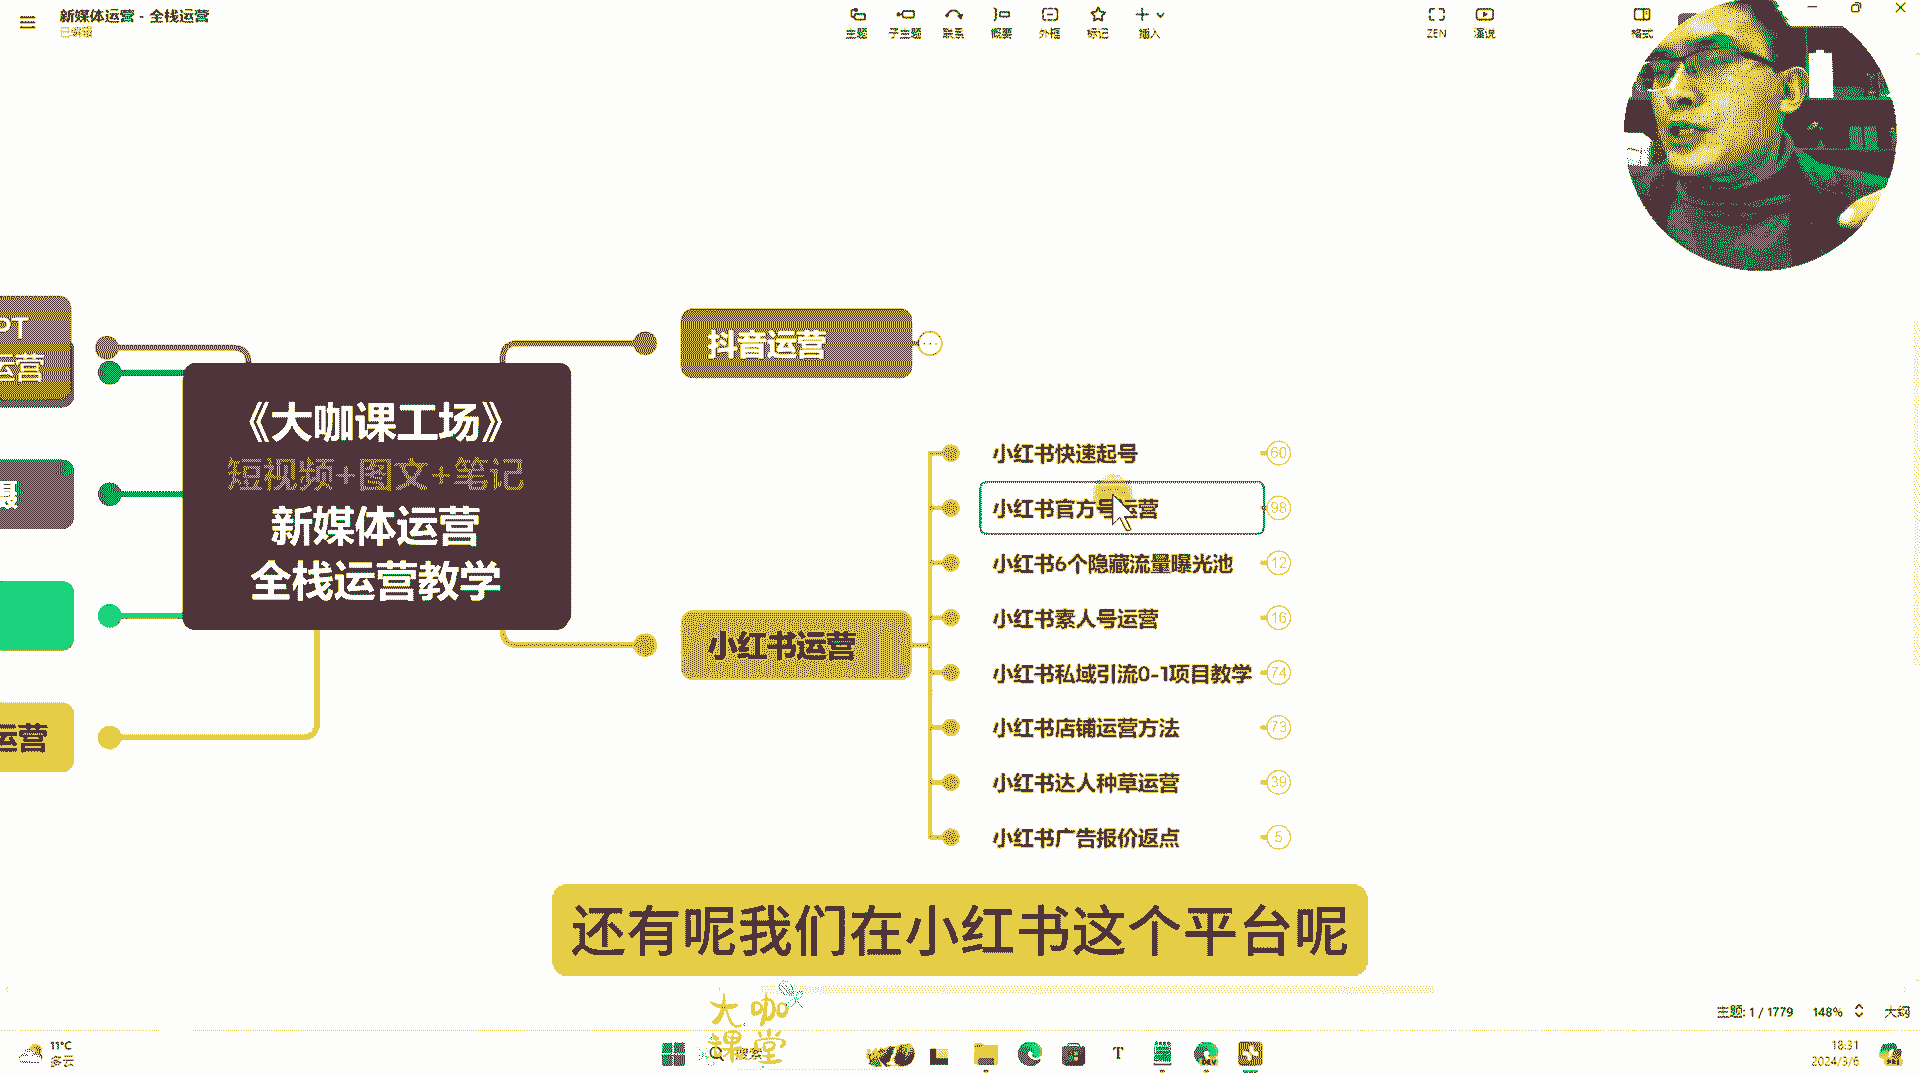 新媒体运营 - 全栈运营
已编辑
主题
子主题
联系
概要
外框
标记
插入
ZEN
演说
格式
PT
运营
《大咖课工场》
短视频+图文+笔记
新媒体运营
全栈运营教学
运营
抖音运营
小红书运营
小红书快速起号 60
小红书官方号运营 98
小红书6个隐藏流量曝光池 12
小红书素人号运营 16
小红书私域引流0-1项目教学 74
小红书店铺运营方法 73
小红书达人种草运营 39
小红书广告报价返点 5
还有呢我们在小红书这个平台呢
大咖
课堂
主题: 1 / 1779
148%
大纲
11°C
多云
搜索
18:31
2024/3/6